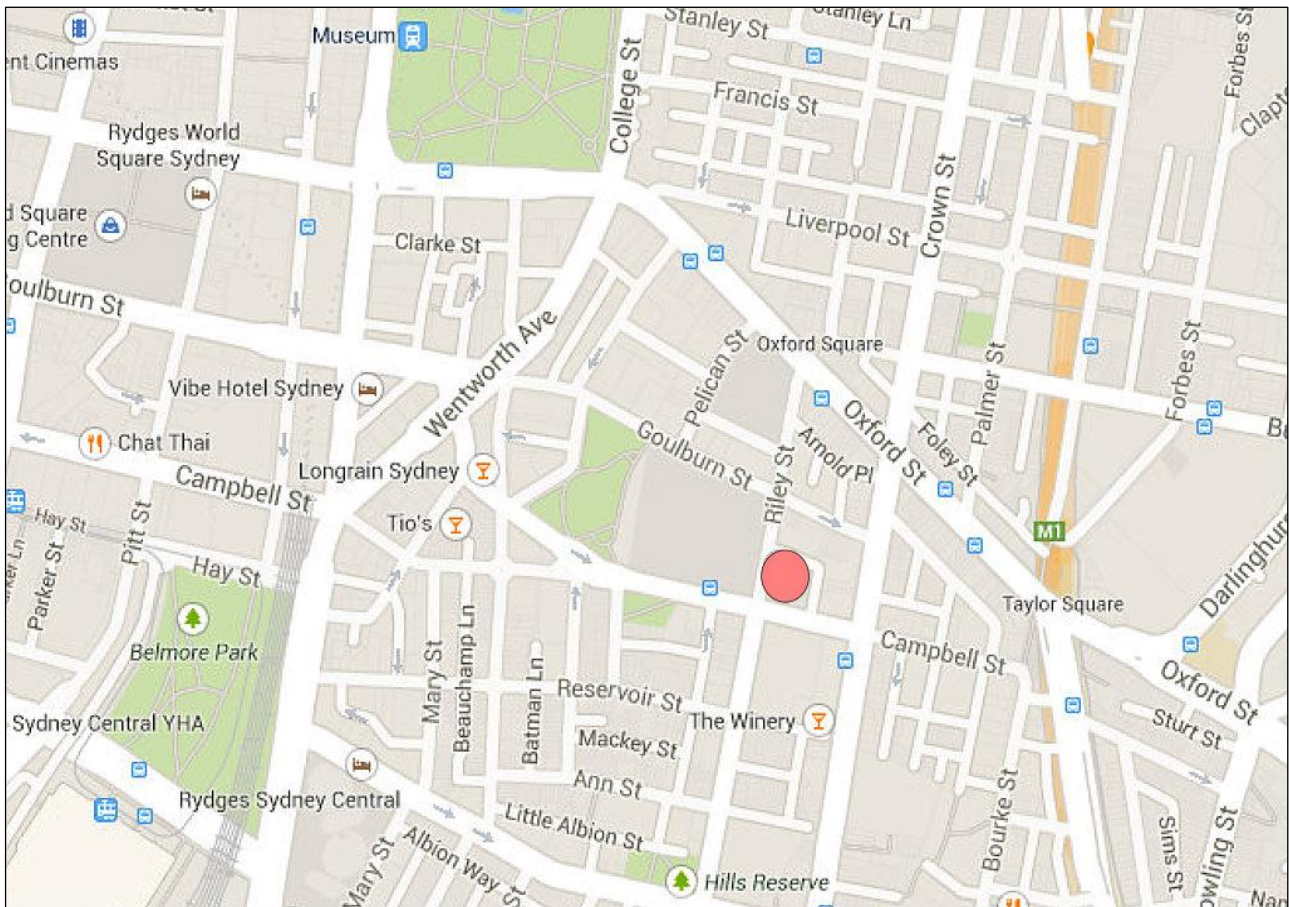 Stanley St
Stanley Ln
Museum
ent Cinemas
College St
Francis St
Forbes St
Rydges World
Square Sydney
d Square
g Centre
Clarke St
Liverpool St
Crown St
oulburn St
Wentworth Ave
Pelican St
Oxford Square
Palmer St
Forbes St
Vibe Hotel Sydney
Goulburn St
Arnold Pl
Oxford St
Foley St
Chat Thai
Longrain Sydney
Campbell St
Riley St
Tio's
Hay St
Pitt St
M1
Parker St
Hay St
Taylor Square
Belmore Park
Mary St
Beauchamp Ln
Batman Ln
Campbell St
Reservoir St
Oxford St
Sydney Central YHA
The Winery
Sturt St
Mackey St
Ann St
Rydges Sydney Central
Little Albion St
Bourke St
Sims St
Albion Way
Mary St
Hills Reserve
owling St